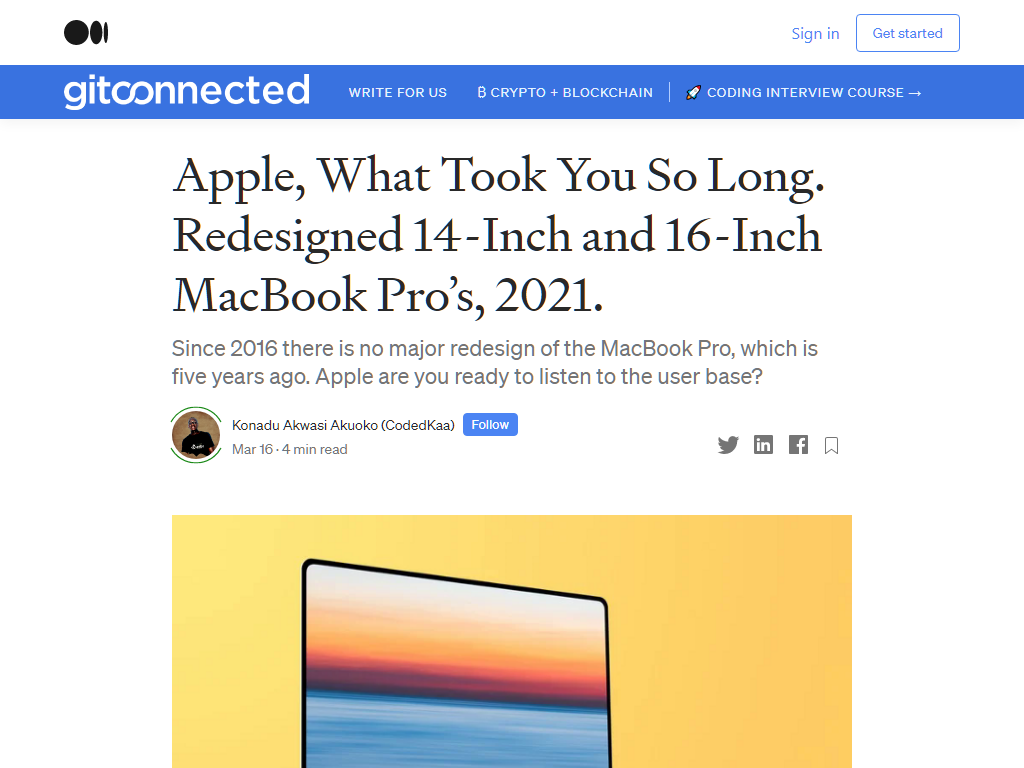 Sign in
Get started
gitconnected
WRITE FOR US
₿ CRYPTO + BLOCKCHAIN
🚀 CODING INTERVIEW COURSE →
Apple, What Took You So Long.
Redesigned 14-Inch and 16-Inch
MacBook Pro’s, 2021.
Since 2016 there is no major redesign of the MacBook Pro, which is
five years ago. Apple are you ready to listen to the user base?
Konadu Akwasi Akuoko (CodedKaa)
Follow
Mar 16 · 4 min read